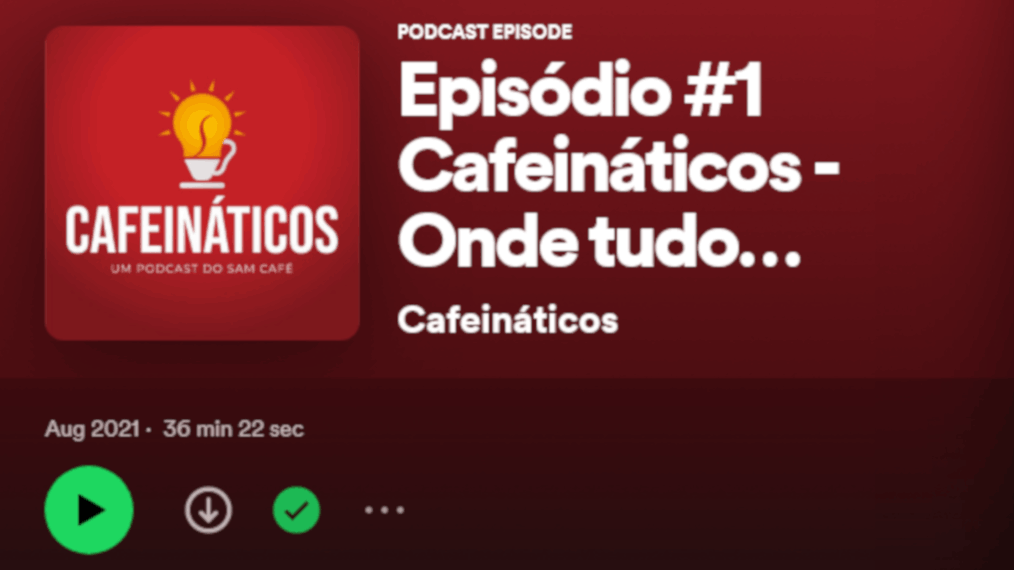 PODCAST EPISODE
Episódio #1
Cafeináticos -
Onde tudo...
Cafeináticos
CAFEINÁTICOS
UM PODCAST DO SAM CAFÉ
Aug 2021 · 36 min 22 sec